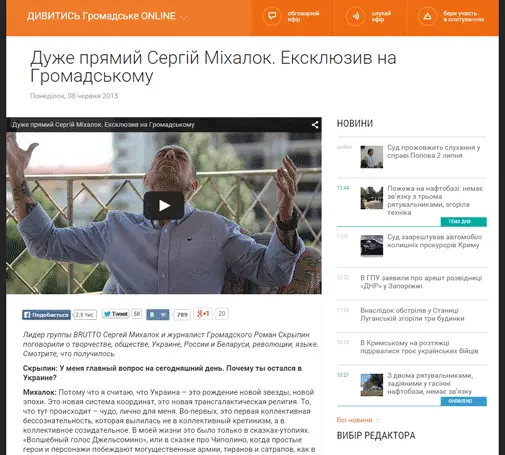 ДИВИТИСЬ Громадське ONLINE
обговорюй ефір
слухай ефір
бери участь в опитуваннях
Дуже прямий Сергій Міхалок. Ексклюзив на
Громадському
Понеділок, 08 червня 2015
Дуже прямий Сергій Міхалок. Ексклюзив на Громадському
Подобається 2,3 тис
Tweet 68
B 789
g+1 20
Лидер группы BRUTTO Сергей Михалок и журналист Громадского Роман Скрыпин
поговорили о творчестве, обществе, Украине, России и Беларуси, революции, языке.
Смотрите, что получилось.
Скрыпин: У меня главный вопрос на сегодняшний день. Почему ты остался в
Украине?
Михалок: Потому что я считаю, что Украина – это рождение новой звезды, новой
эпохи. Это новая система координат, это новая трансгалактическая религия. То,
что тут происходит – чудо, лично для меня. Во-первых, это первая коллективная
бессознательность, которая вылилась не в коллективный кретинизм, а в
коллективное созидательное. В моей жизни это было только в сказках-утопиях.
«Волшебный голос Джельсомино», или в сказке про Чиполино, когда простые
герои и персонажи побеждают могущественные армии, тиранов и сатрапов, как в
НОВИНИ
Суд прожовжить слухання у
справі Попова 2 липня
11:44
Пожежа на нафтобазі: немає
зв'язку з трьома
рятувальниками, згоріла
техніка
ТЕМА ДНЯ
Суд заарештував автомобілі
колишніх прокурорів Криму
В ГПУ заявили про арешт розвідниці
«ДНР» у Запоріжжі
Внаслідок обстрілів у Станиці
Луганській згоріли три будинки
В Кримському на розтяжці
підірвалися троє українських бійців
10:21
З двома рятувальниками,
задіяними у гасінні
нафтобази, немає зв'язку
ОНОВЛЕНО
Всі новини
ВИБІР РЕДАКТОРА